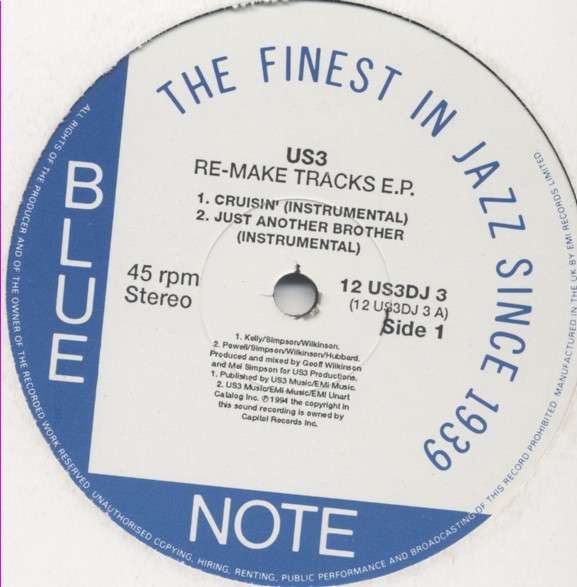 THE FINEST IN JAZZ SINCE 1939
BLUE
NOTE
US3
RE-MAKE TRACKS E.P.
1. CRUISIN' (INSTRUMENTAL)
2. JUST ANOTHER BROTHER
(INSTRUMENTAL)
45 rpm
Stereo
12 US3DJ 3
(12 US3DJ 3 A)
Side 1
1. Kelly/Simpson/Wilkinson.
2. Powell/Simpson/Wilkinson/Hubbard.
Produced and mixed by Geoff Wilkinson
and Mel Simpson for US3 Productions.
1. Published by US3 Music/EMI Music.
2. US3 Music/EMI Music/EMI Unart
Catalog Inc. ℗ 1994 the copyright in
this sound recording is owned by
Capitol Records Inc.
ALL RIGHTS OF THE PRODUCER AND OF THE OWNER OF THE RECORDED WORK RESERVED. UNAUTHORISED COPYING, HIRING, RENTING, PUBLIC PERFORMANCE AND BROADCASTING OF THIS RECORD PROHIBITED. MANUFACTURED IN THE UK BY EMI RECORDS LIMITED.